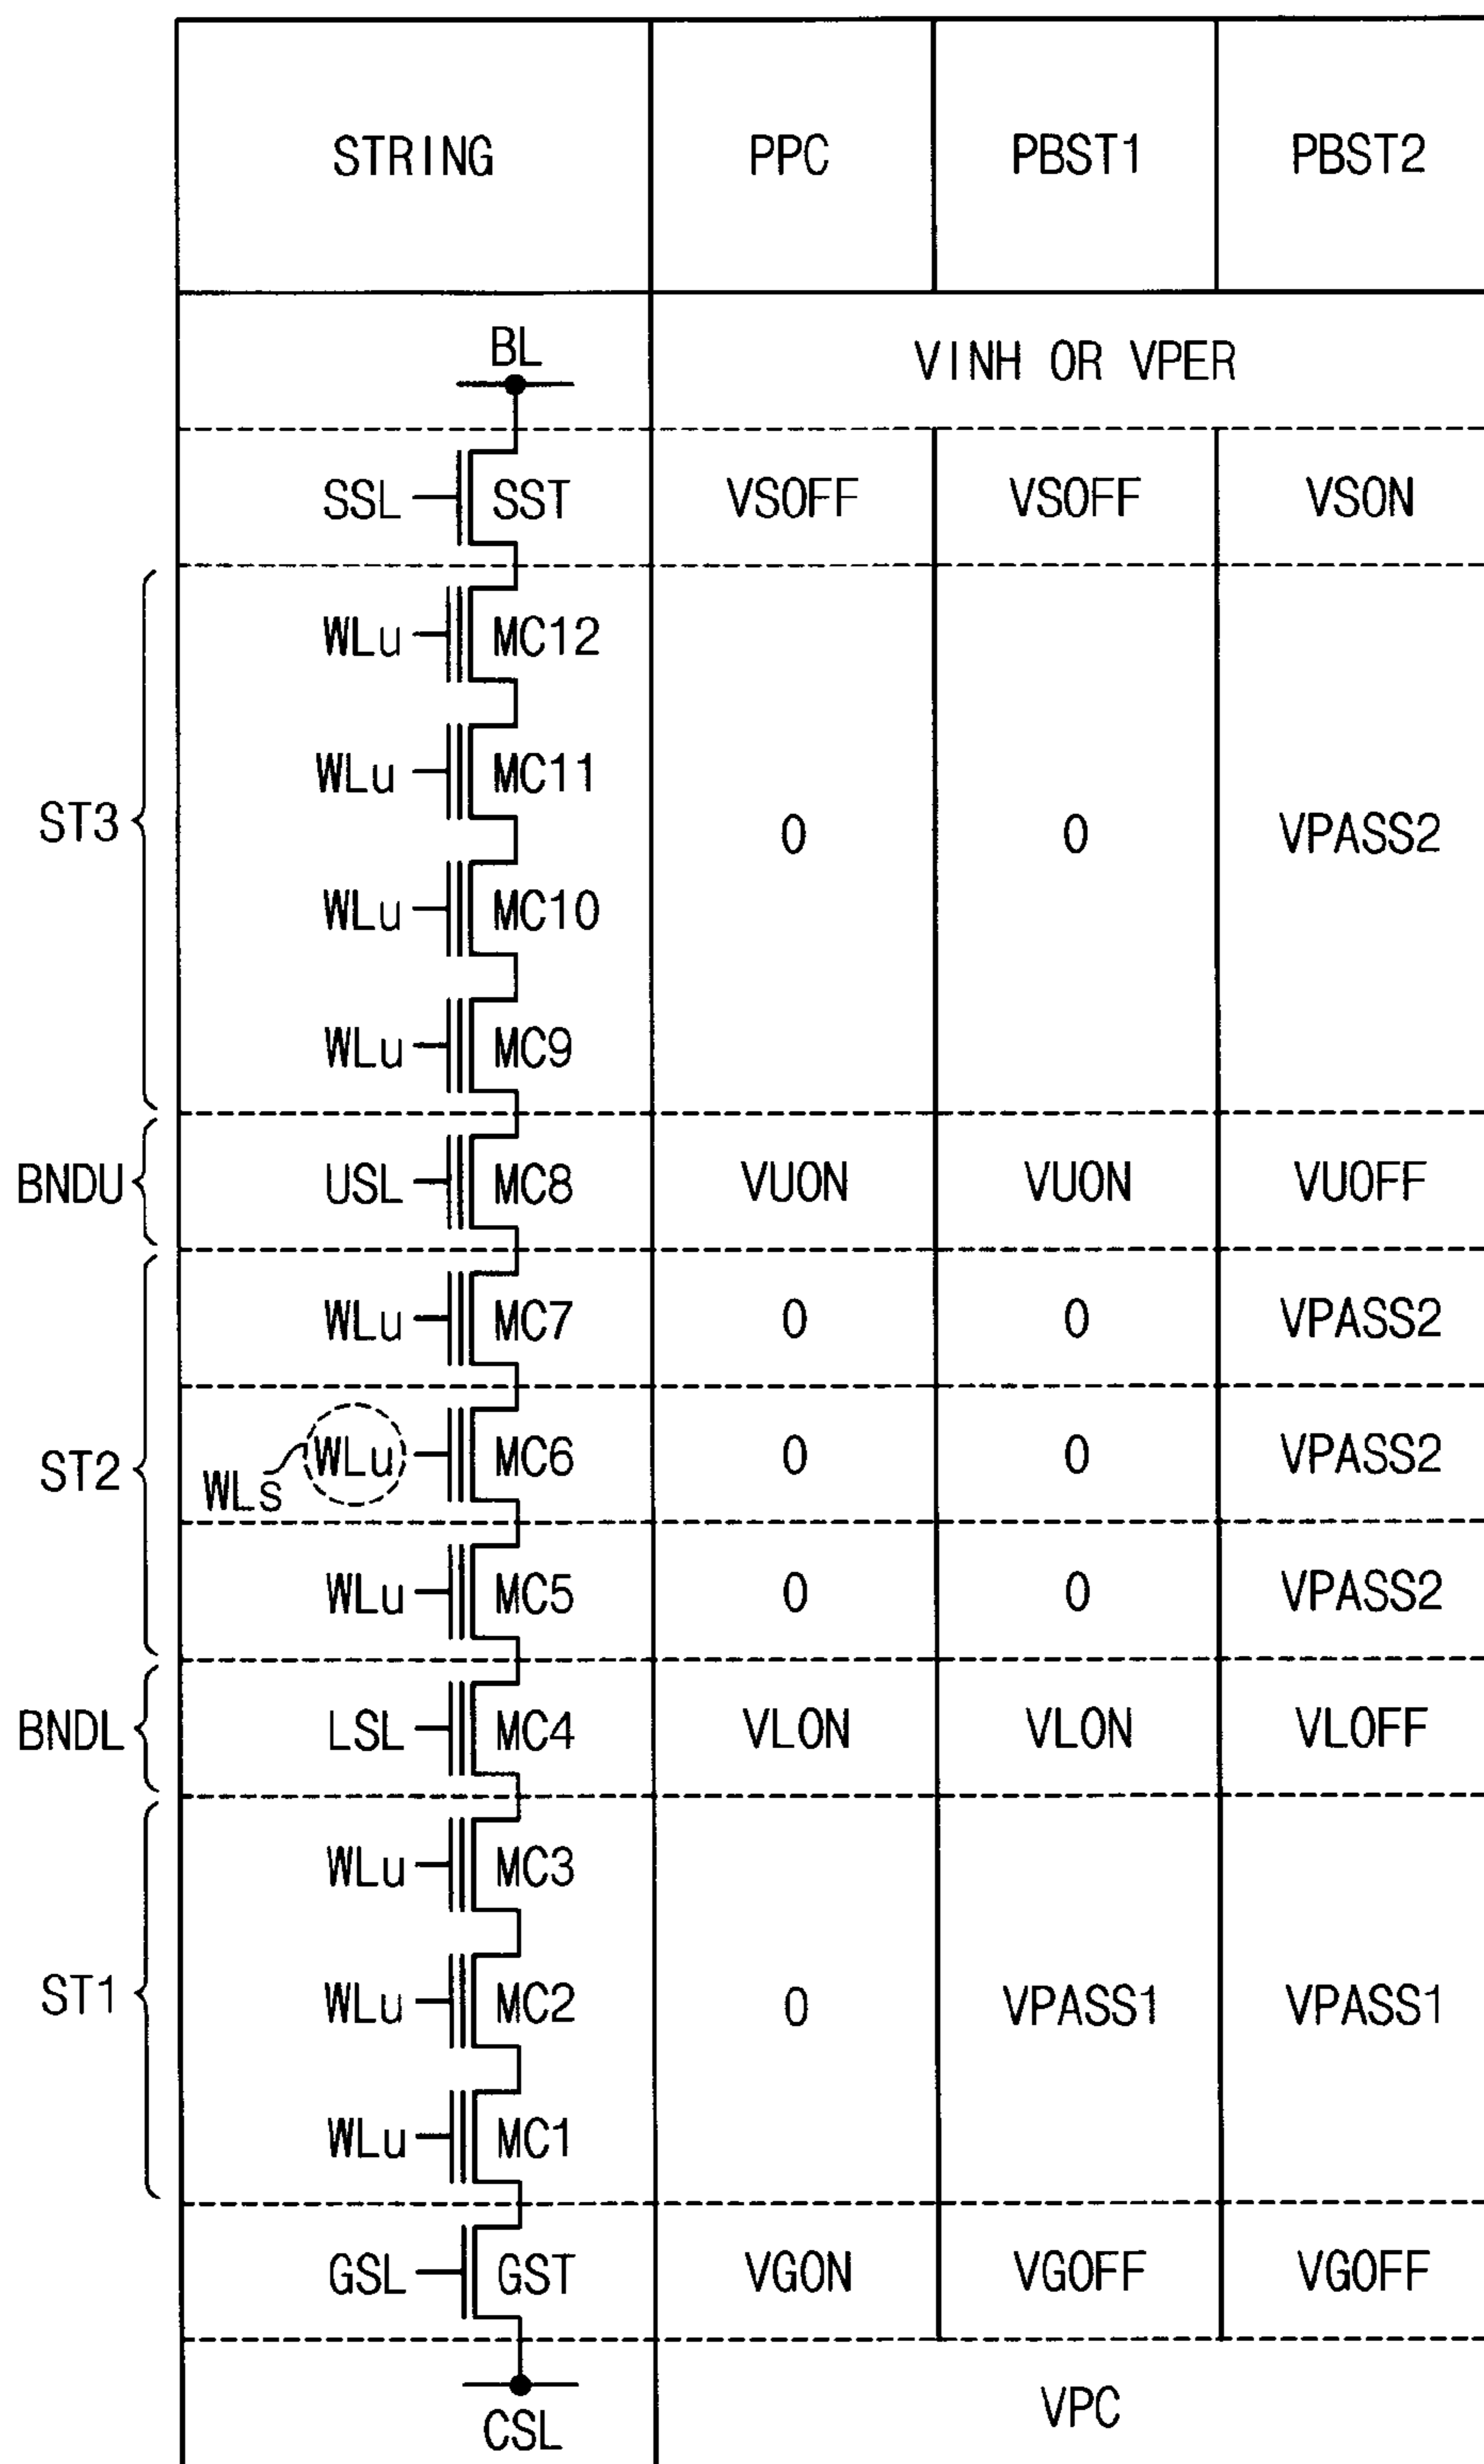 STRING PPC PBST1 PBST2
BL VINH OR VPER
SSL SST VSOFF VSOFF VSON
WLu MC12
WLu MC11
ST3 0 0 VPASS2
WLu MC10
WLu MC9
BNDU USL MC8 VUON VUON VUOFF
WLu MC7 0 0 VPASS2
ST2 WLs WLu MC6 0 0 VPASS2
WLu MC5 0 0 VPASS2
BNDL LSL MC4 VLON VLON VLOFF
WLu MC3
ST1 WLu MC2 0 VPASS1 VPASS1
WLu MC1
GSL GST VGON VGOFF VGOFF
CSL VPC